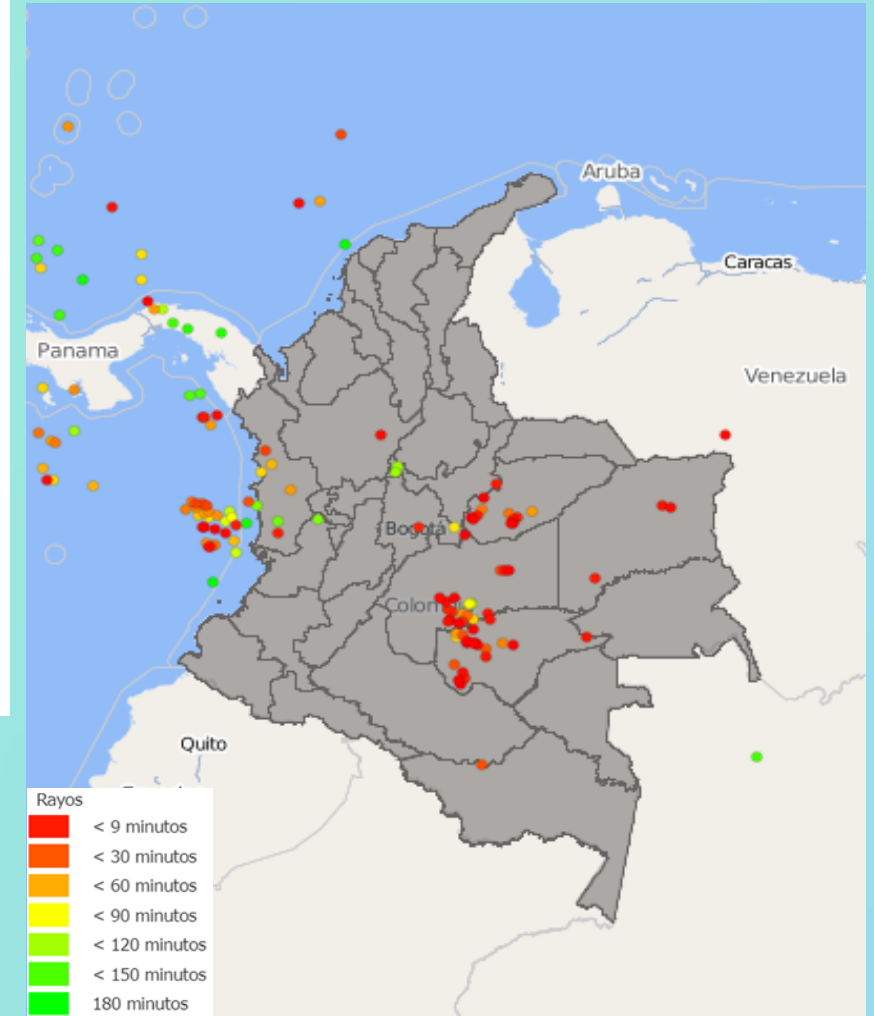 Aruba
Caracas
Panama
Venezuela
Bogotá
Quito
Rayos
< 9 minutos
< 30 minutos
< 60 minutos
< 90 minutos
< 120 minutos
< 150 minutos
180 minutos